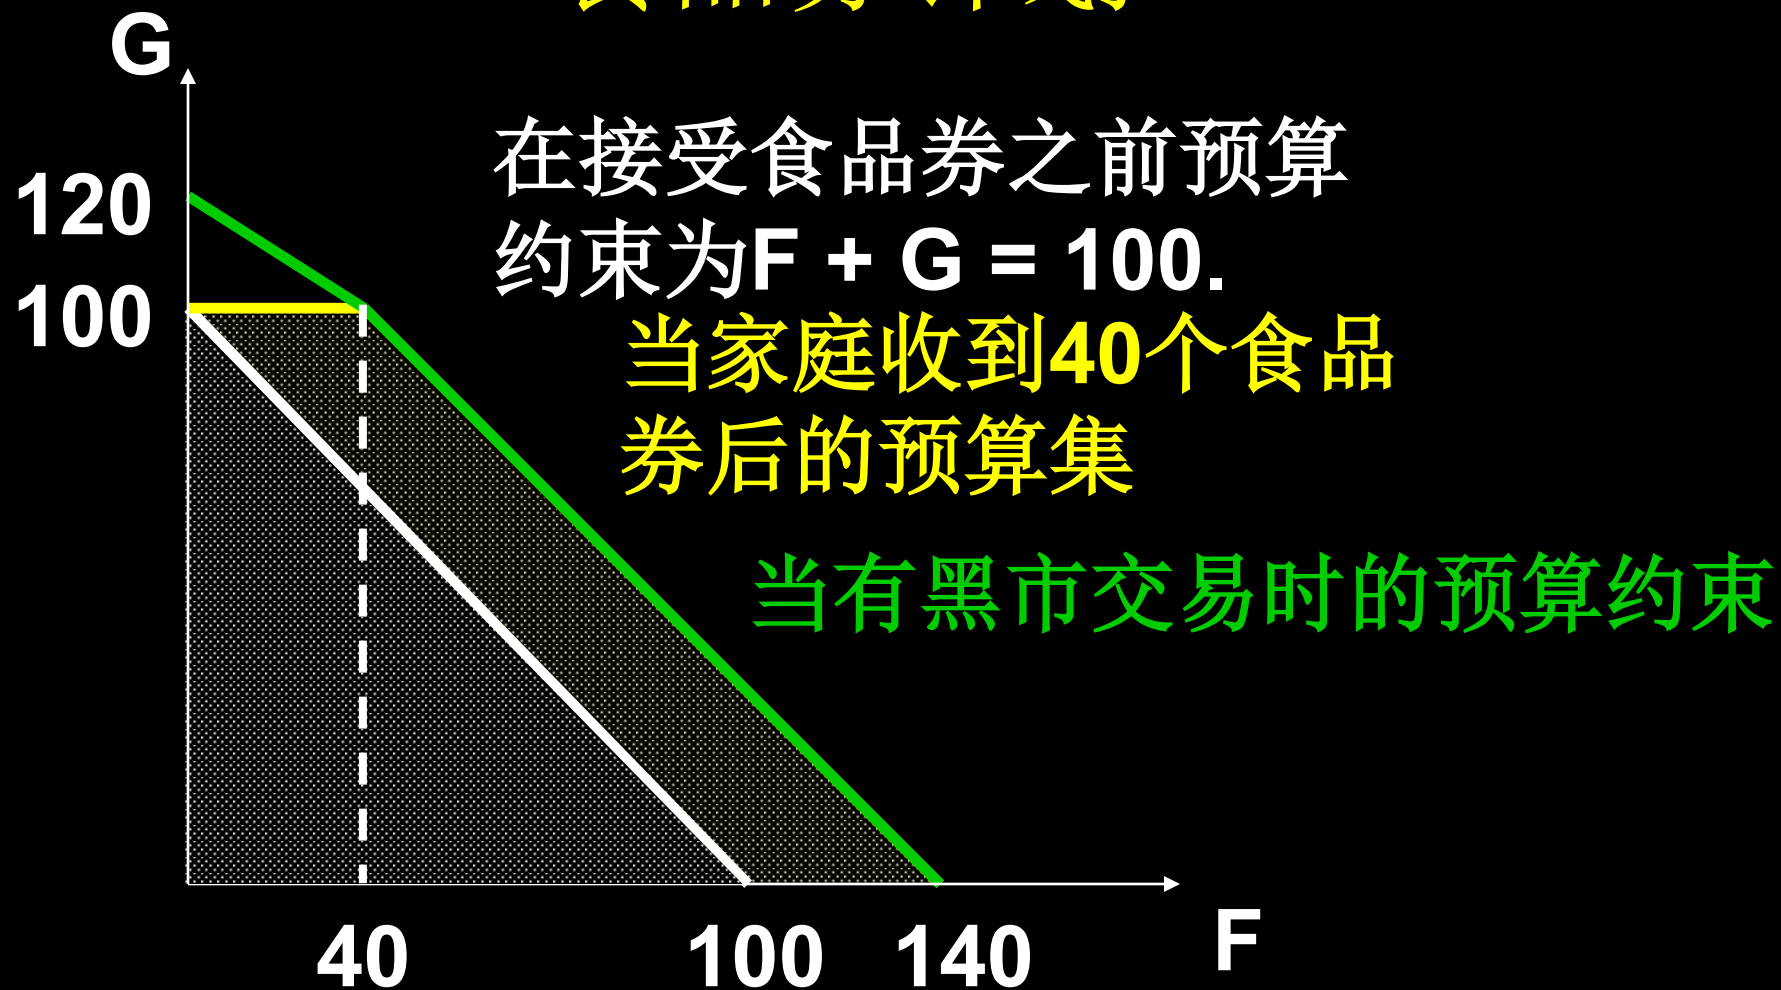 G
120
100
在接受食品券之前预算
约束为F + G = 100.
当家庭收到40个食品
券后的预算集
当有黑市交易时的预算约束
40 100 140 F